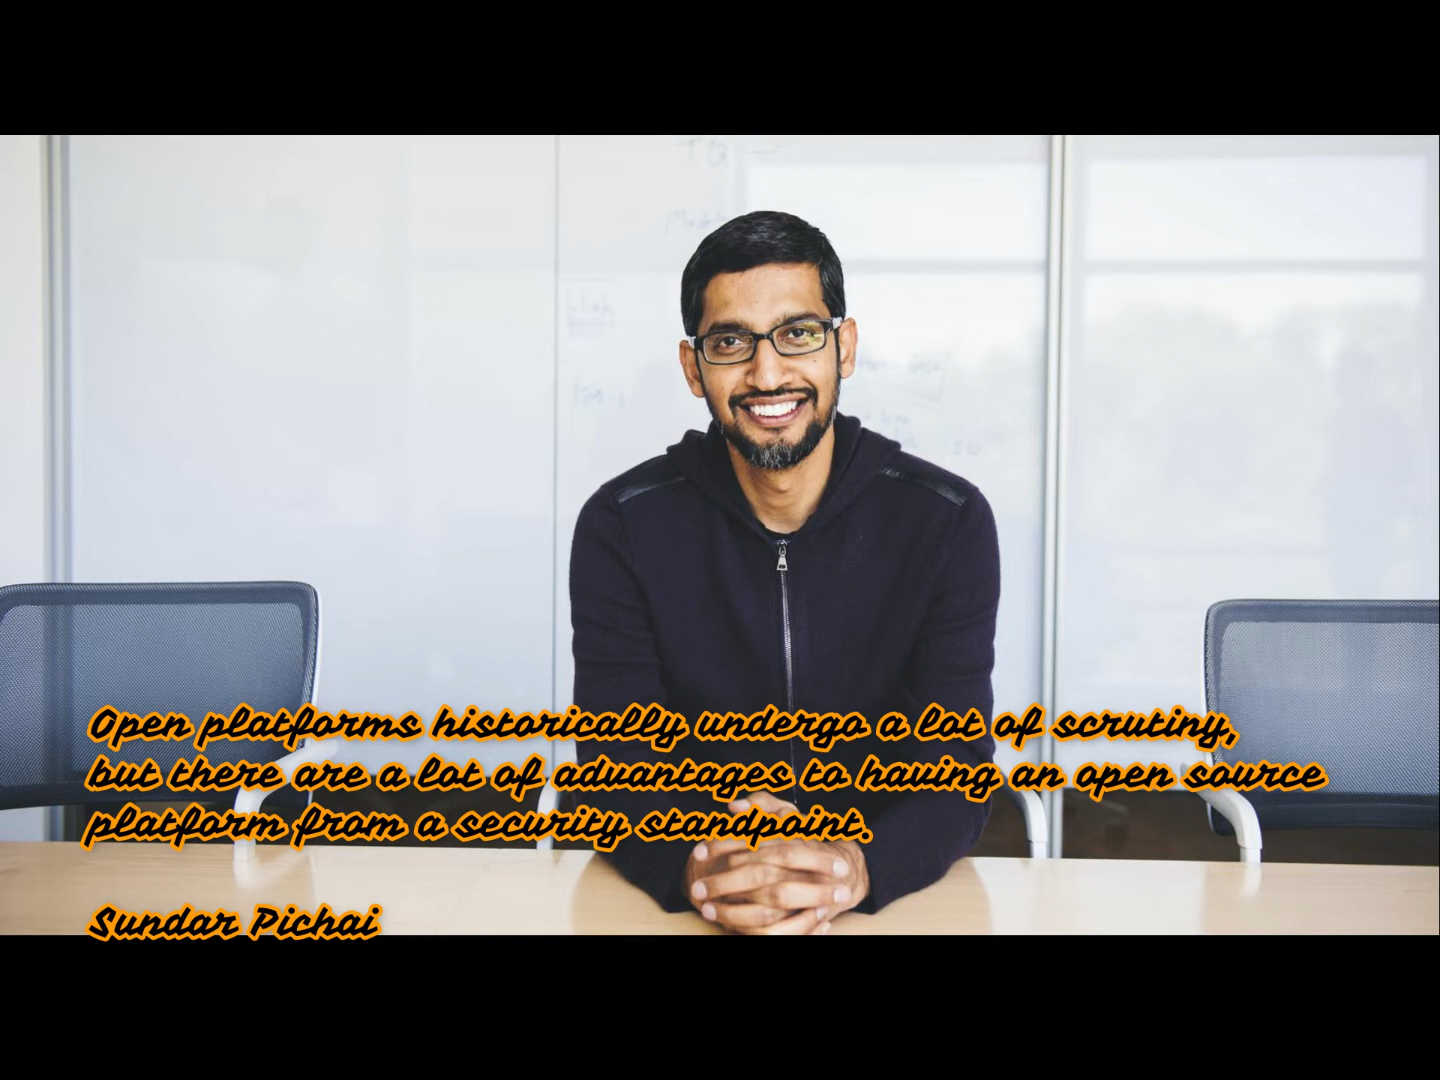 Open platforms historically undergo a lot of scrutiny,
but there are a lot of advantages to having an open source
platform from a security standpoint.
Sundar Pichai